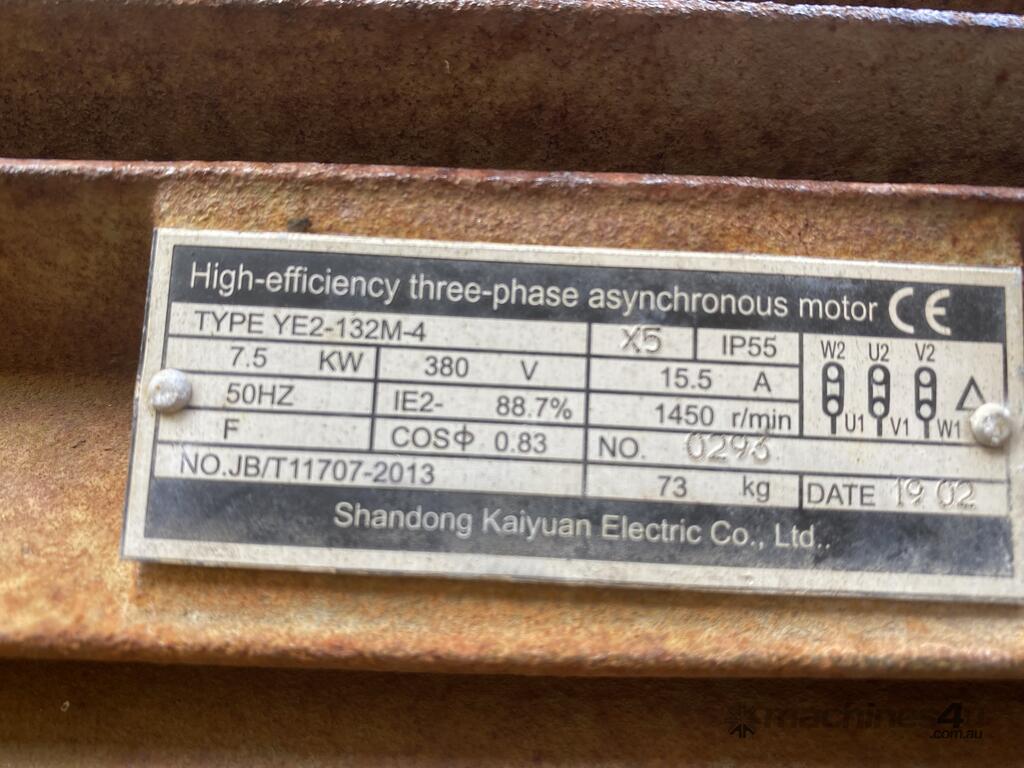 High-efficiency three-phase asynchronous motor CE
TYPE YE2-132M-4 X5 IP55
7.5 KW 380 V 15.5 A
50HZ IE2- 88.7% 1450 r/min
F COSΦ 0.83 NO. 0293
NO.JB/T11707-2013 73 kg DATE 19 02
W2 U2 V2
U1 V1 W1 △
Shandong Kaiyuan Electric Co., Ltd..
machines4u
.com.au